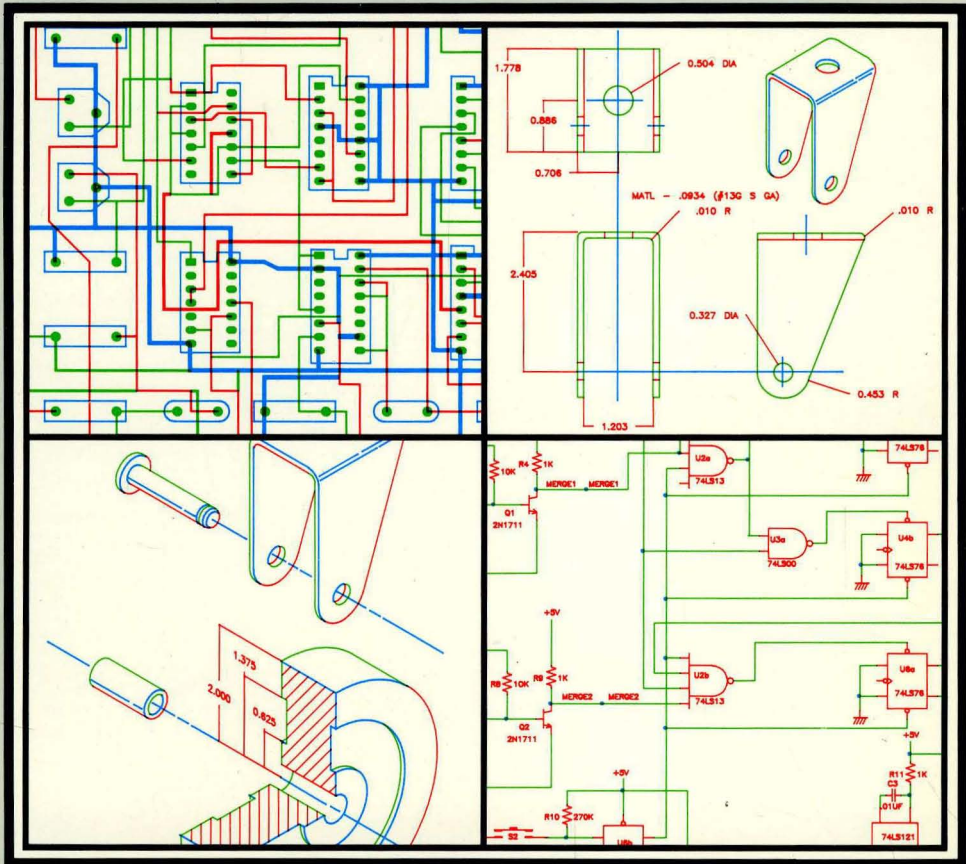 1.778
0.504 DIA
0.886
0.706
MATL - .0934 (#13G S GA)
.010 R
.010 R
2.405
0.327 DIA
0.453 R
1.203
1.375
2.000
0.625
10K
R4
1K
MERGE1
MERGE1
Q1
2N1711
U2a
74LS13
74LS76
U3a
74LS00
U4b
74LS76
+5V
R8
10K
R9
1K
MERGE2
MERGE2
Q2
2N1711
U2b
74LS13
U6a
74LS76
+5V
R11
1K
C3
.01UF
74LS121
+5V
R10
270K
S2
U6b